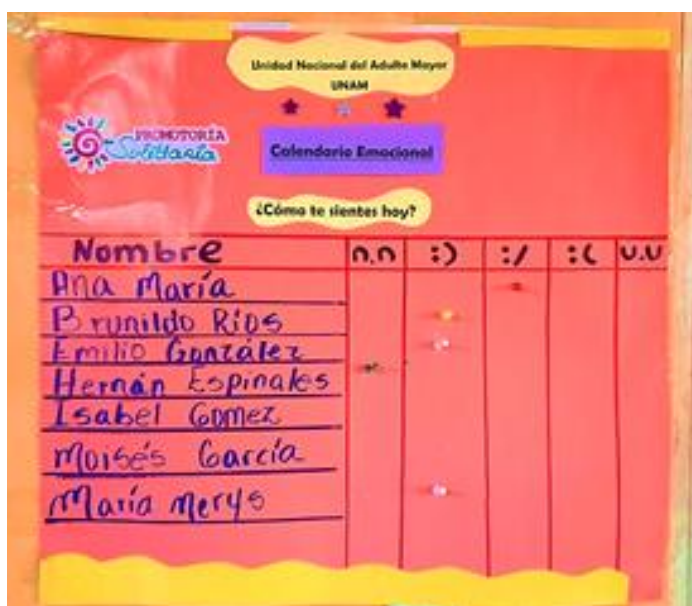 Unidad Nacional del Adulto Mayor
UNAM
PROMOTORÍA
Solidaria
Calendario Emocional
¿Cómo te sientes hoy?
Nombre n.n :) :/ :( u.u
Ana María
Brunildo Ríos
Emilio González
Hernán Espinales
Isabel Gomez
Moisés García
María Merys